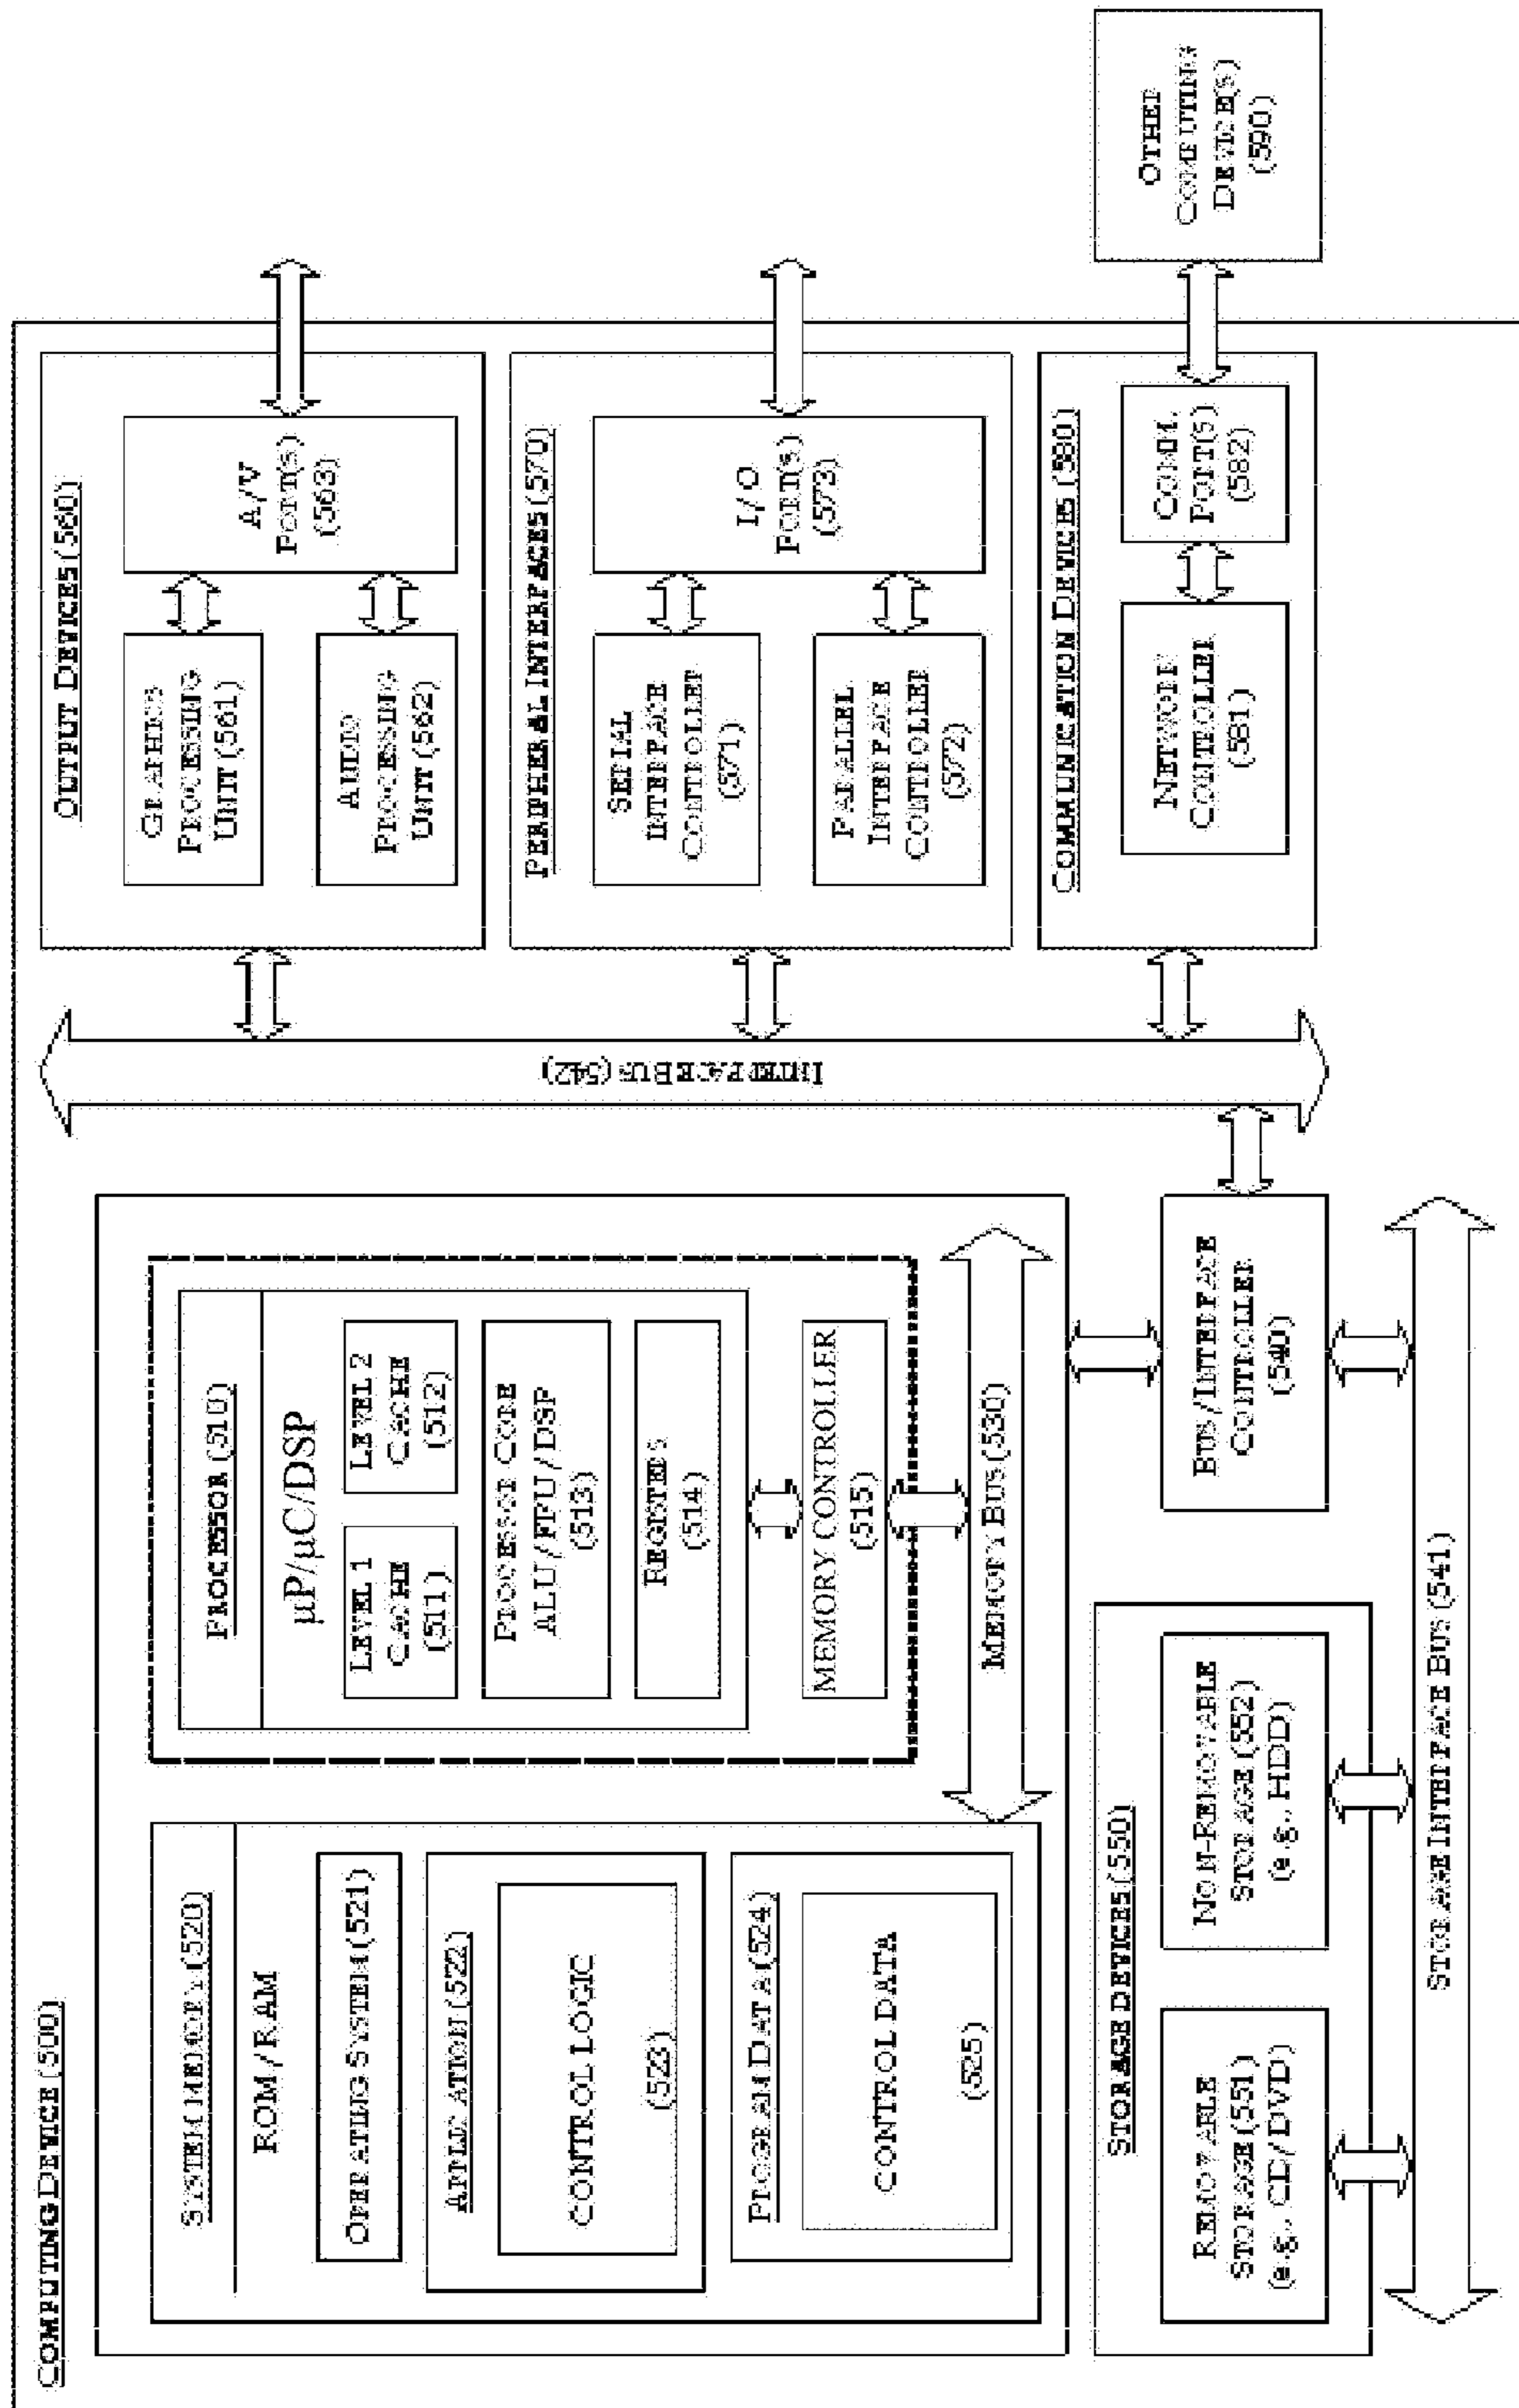 COMPUTING DEVICE (500)
SYSTEM MEMORY (520)
ROM/RAM
OPERATING SYSTEM (521)
APPLICATION (522)
CONTROL LOGIC
(523)
PROGRAM DATA (524)
CONTROL DATA
(525)
PROCESSOR (510)
µP/µC/DSP
LEVEL 1
CACHE
(511)
LEVEL 2
CACHE
(512)
PROCESSOR CORE
ALU/FPU/DSP
(513)
REGISTERS
(514)
MEMORY CONTROLLER
(515)
MEMORY BUS (530)
BUS/INTERFACE
CONTROLLER
(540)
STORAGE DEVICES (550)
REMOVABLE
STORAGE (551)
(e.g., CD/DVD)
NON-REMOVABLE
STORAGE (552)
(e.g., HDD)
STORAGE INTERFACE BUS (541)
INTERFACE BUS (542)
OUTPUT DEVICES (560)
GRAPHICS
PROCESSING
UNIT (561)
AUDIO
PROCESSING
UNIT (562)
A/V
PORT(S)
(563)
PERIPHERAL INTERFACES (570)
SERIAL
INTERFACE
CONTROLLER
(571)
PARALLEL
INTERFACE
CONTROLLER
(572)
I/O
PORT(S)
(573)
COMMUNICATION DEVICES (580)
NETWORK
CONTROLLER
(581)
COMM.
PORT(S)
(582)
OTHER
COMPUTING
DEVICE(S)
(590)